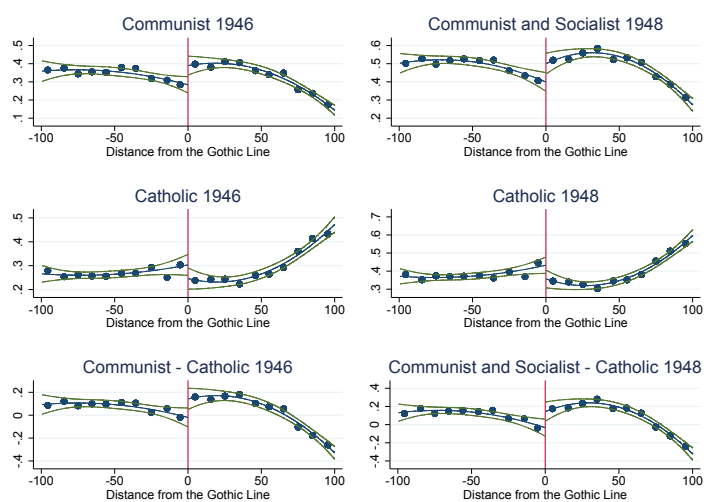 Communist 1946
.1 .2 .3 .4 .5
-100 -50 0 50 100
Distance from the Gothic Line
Communist and Socialist 1948
.2 .3 .4 .5 .6
-100 -50 0 50 100
Distance from the Gothic Line
Catholic 1946
.2 .3 .4 .5
-100 -50 0 50 100
Distance from the Gothic Line
Catholic 1948
.3 .4 .5 .6 .7
-100 -50 0 50 100
Distance from the Gothic Line
Communist - Catholic 1946
-.4 -.2 0 .2
-100 -50 0 50 100
Distance from the Gothic Line
Communist and Socialist - Catholic 1948
-.4 -.2 0 .2 .4
-100 -50 0 50 100
Distance from the Gothic Line